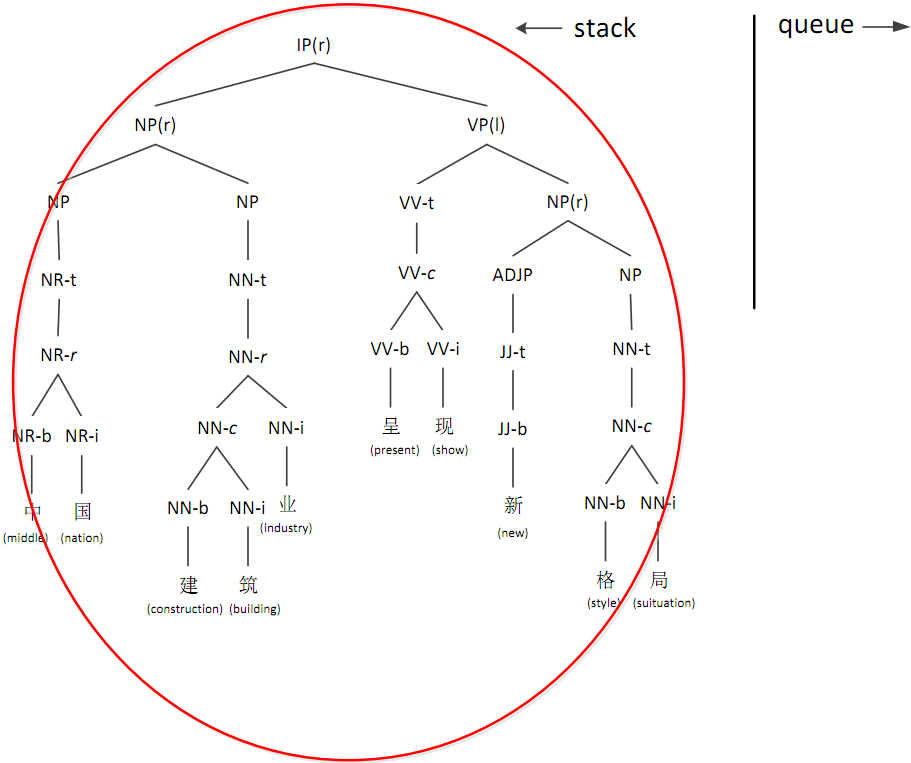 stack
queue
IP(r)
NP(r) VP(l)
NP NP VV-t NP(r)
NR-t NN-t VV-c ADJP NP
NR-r NN-r VV-b VV-i JJ-t NN-t
NR-b NR-i NN-c NN-i 呈 现 JJ-b NN-c
(present) (show)
中 国 NN-b NN-i 业 新 NN-b NN-i
(middle) (nation) (industry) (new)
建 筑 格 局
(construction) (building) (style) (suituation)